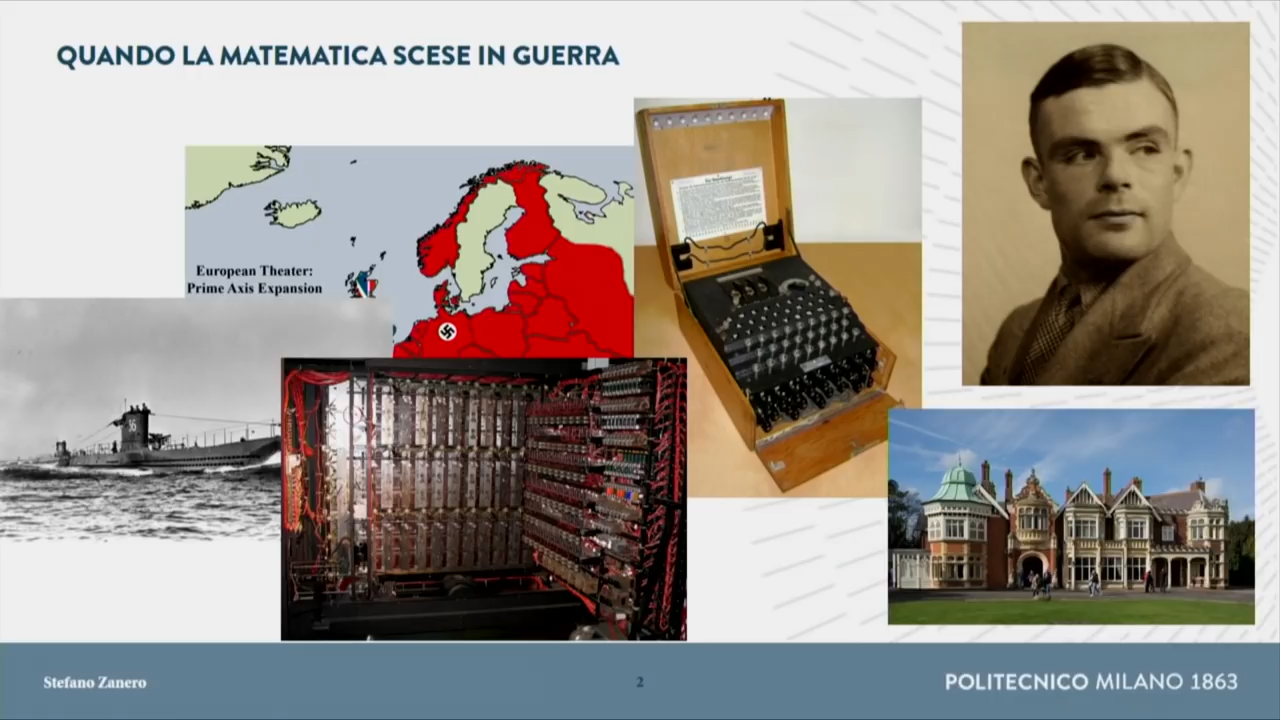 QUANDO LA MATEMATICA SCESE IN GUERRA
European Theater:
Prime Axis Expansion
Stefano Zanero
2
POLITECNICO MILANO 1863